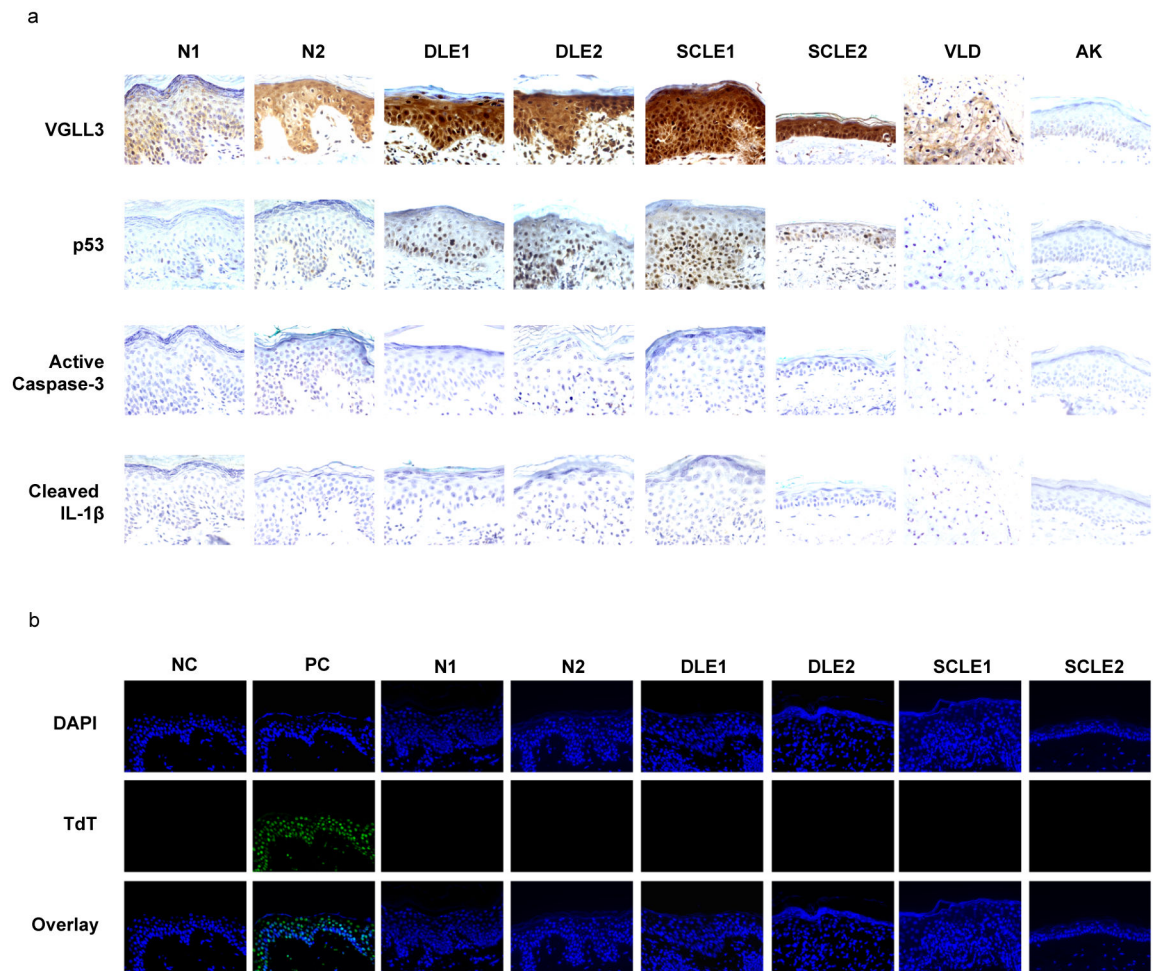 a
N1 N2 DLE1 DLE2 SCLE1 SCLE2 VLD AK
VGLL3
p53
Active
Caspase-3
Cleaved
IL-1β
b
NC PC N1 N2 DLE1 DLE2 SCLE1 SCLE2
DAPI
TdT
Overlay